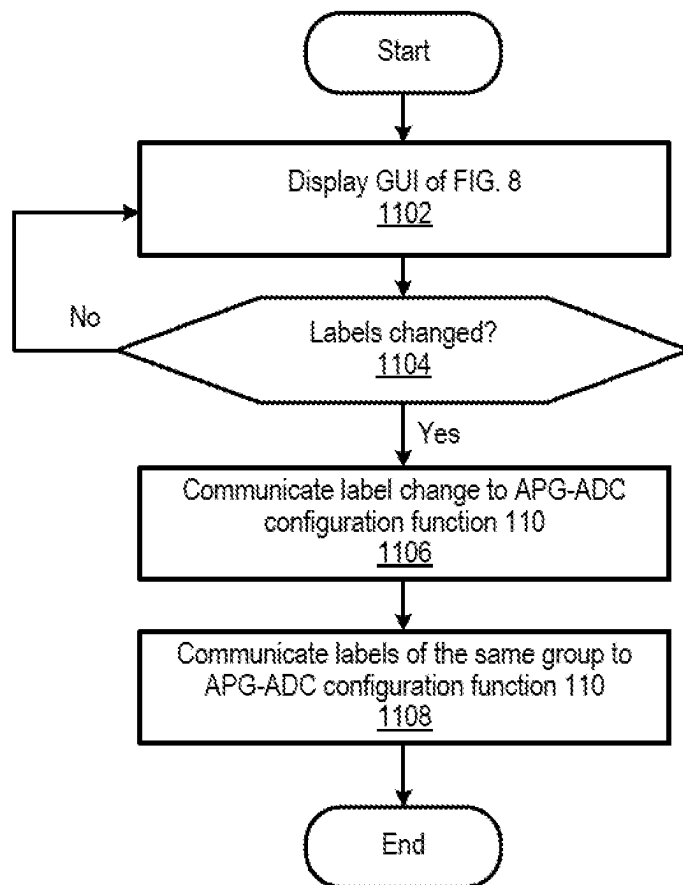 Start
Display GUI of FIG. 8
1102
No
Labels changed?
1104
Yes
Communicate label change to APG-ADC
configuration function 110
1106
Communicate labels of the same group to
APG-ADC configuration function 110
1108
End